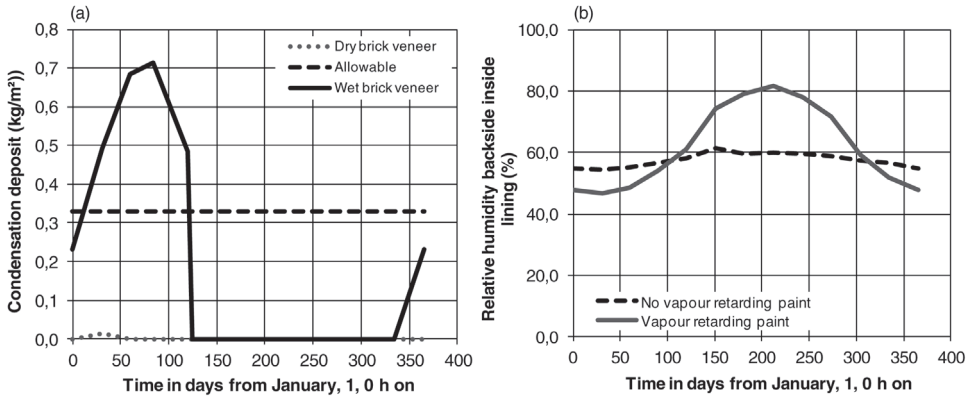 (a)
Condensation deposit (kg/m²))
0,8
0,7
0,6
0,5
0,4
0,3
0,2
0,1
0,0
Dry brick veneer
Allowable
Wet brick veneer
0 50 100 150 200 250 300 350 400
Time in days from January, 1, 0 h on
(b)
Relative humidity backside inside
lining (%)
100,0
80,0
60,0
40,0
20,0
0,0
No vapour retarding paint
Vapour retarding paint
0 50 100 150 200 250 300 350 400
Time in days from January, 1, 0 h on